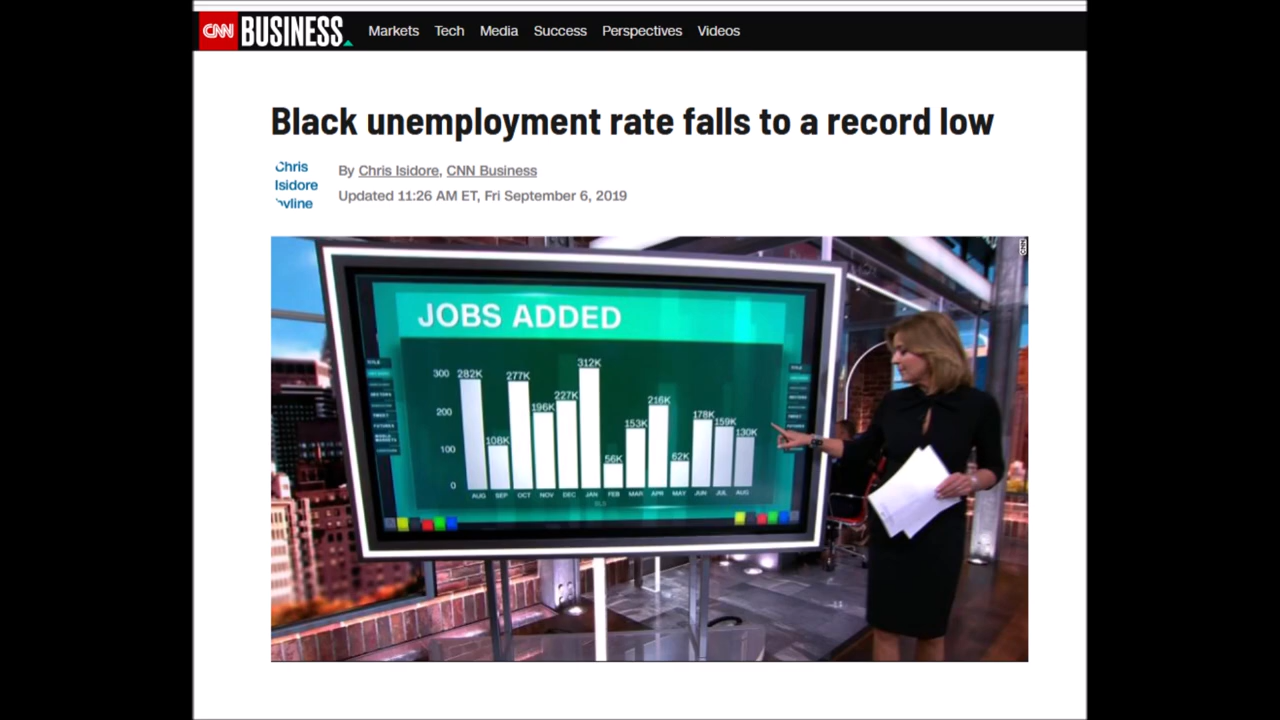 CNN BUSINESS Markets Tech Media Success Perspectives Videos
Black unemployment rate falls to a record low
Chris
Isidore
byline
By Chris Isidore, CNN Business
Updated 11:26 AM ET, Fri September 6, 2019
CNN
JOBS ADDED
300
200
100
0
282K
108K
277K
196K
227K
312K
56K
153K
216K
62K
178K
159K
130K
AUG SEP OCT NOV DEC JAN FEB MAR APR MAY JUN JUL AUG
BLS